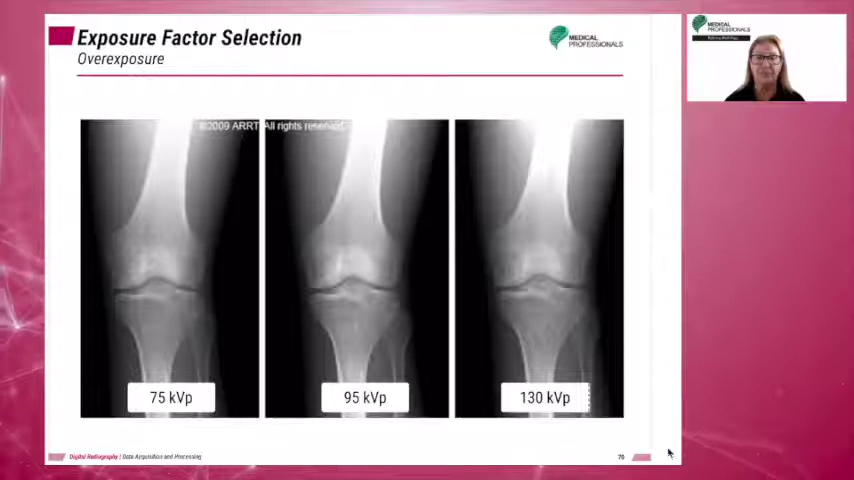 Exposure Factor Selection
Overexposure
MEDICAL
PROFESSIONALS
©2009 ARRT. All rights reserved.
75 kVp
95 kVp
130 kVp
Digital Radiography | Data Acquisition and Processing
70
MEDICAL
PROFESSIONALS